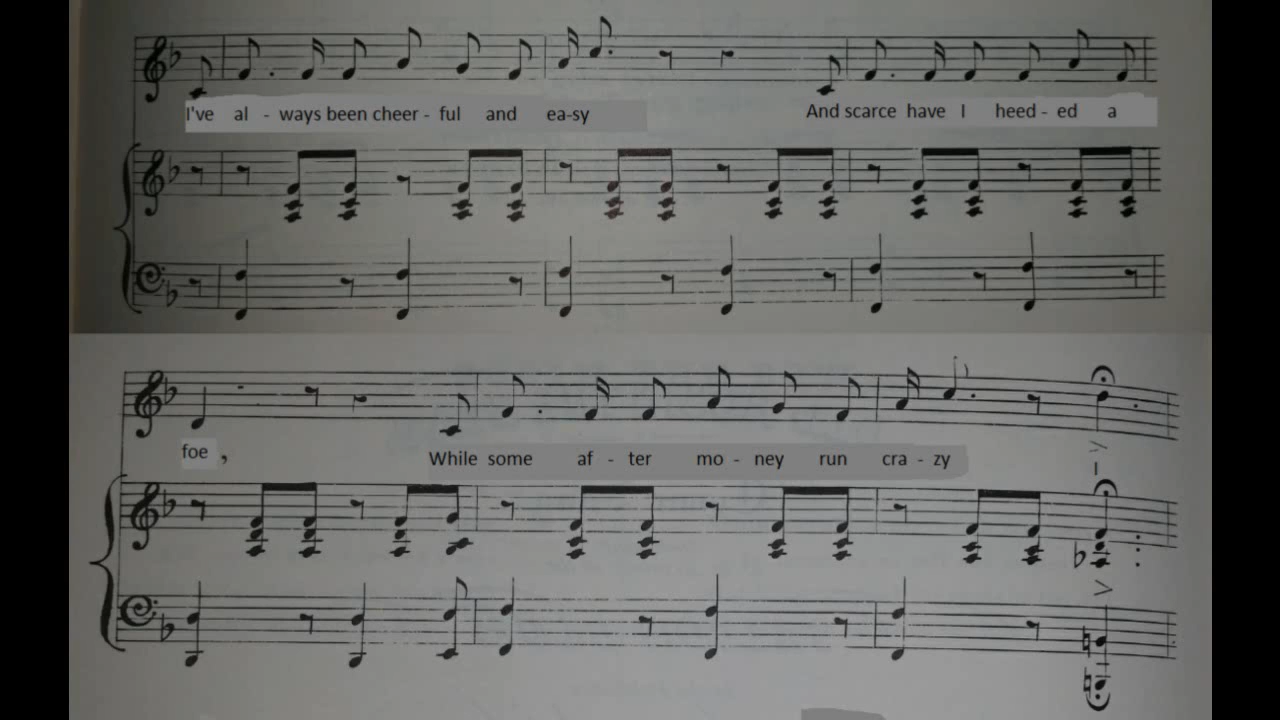 I've al - ways been cheer - ful and ea-sy And scarce have I heed - ed a
foe , While some af - ter mo - ney run cra - zy I